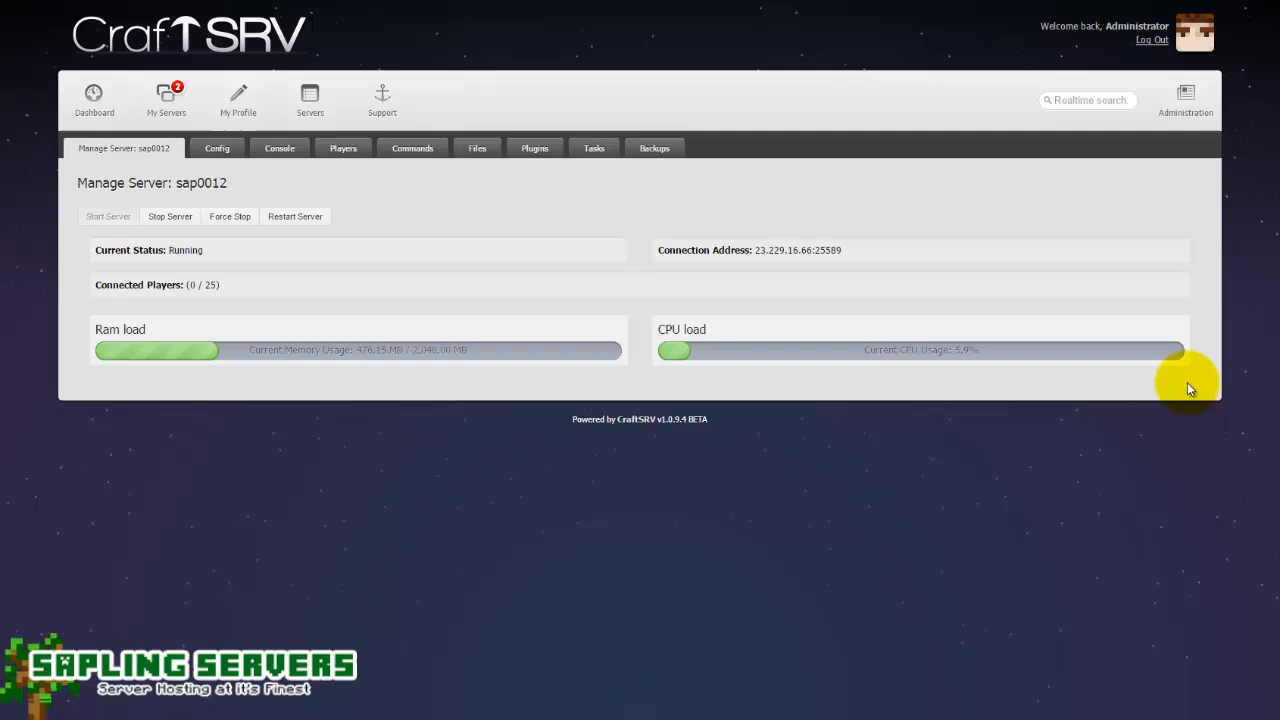 CrafTSRV
Welcome back, Administrator
Log Out
Dashboard
My Servers
2
My Profile
Servers
Support
Realtime search.
Administration
Manage Server: sap0012
Config
Console
Players
Commands
Files
Plugins
Tasks
Backups
Manage Server: sap0012
Start Server
Stop Server
Force Stop
Restart Server
Current Status: Running
Connection Address: 23.229.16.66:25589
Connected Players: (0 / 25)
Ram load
Current Memory Usage: 476.15 MB / 2,048.00 MB
CPU load
Current CPU Usage: 5.9%
Powered by CraftSRV v1.0.9.4 BETA
SAPLING SERVERS
Server Hosting at it's Finest